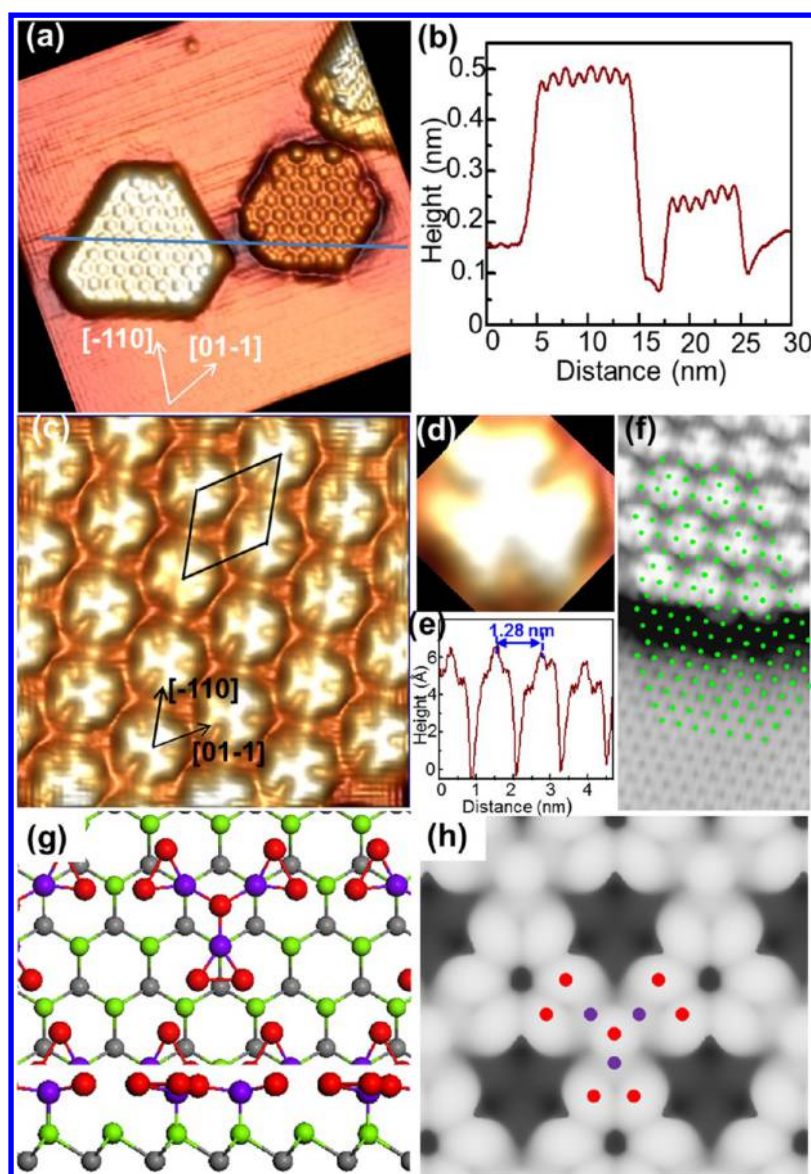 (a)
[-110]
[01-1]
(b)
Height (nm)
0.5
0.4
0.3
0.2
0.1
0
0 5 10 15 20 25 30
Distance (nm)
(c)
[-110]
[01-1]
(d)
(e)
1.28 nm
Height (Å)
6
4
2
0
0 1 2 3 4
Distance (nm)
(f)
(g)
(h)